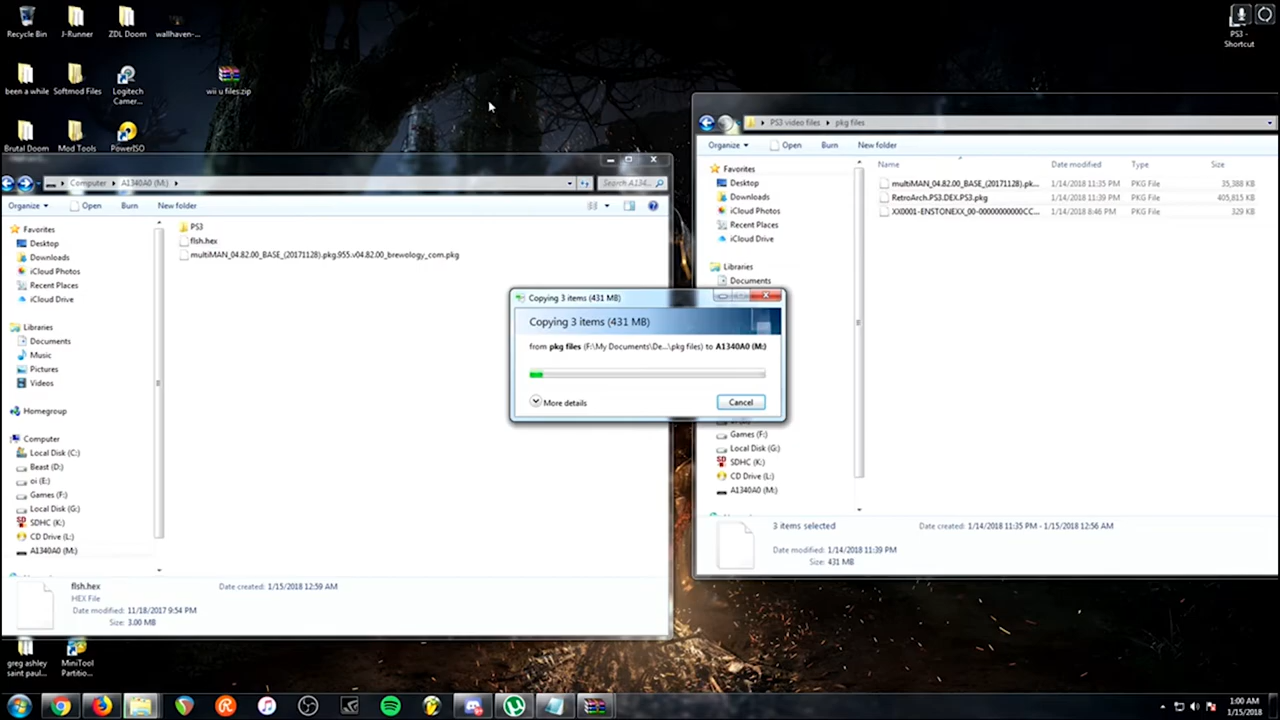 Recycle Bin
J-Runner
ZDL Doom
wallhaven-...
PS3 -
Shortcut
been a while
Softmod Files
Logitech
Camer...
wii u files.zip
Brutal Doom
Mod Tools
PowerISO
Computer
A1340A0 (M:)
Search A134...
Organize
Open
Burn
New folder
Favorites
Desktop
Downloads
iCloud Photos
Recent Places
iCloud Drive
Libraries
Documents
Music
Pictures
Videos
Homegroup
Computer
Local Disk (C:)
Beast (D:)
oi (E:)
Games (F:)
Local Disk (G:)
SDHC (K:)
CD Drive (L:)
A1340A0 (M:)
PS3
flsh.hex
multiMAN_04.82.00_BASE_(20171128).pkg.955.v04.82.00_brewology_com.pkg
flsh.hex
Date created: 1/15/2018 12:59 AM
HEX File
Date modified: 11/18/2017 9:54 PM
Size: 3.00 MB
Copying 3 items (431 MB)
Copying 3 items (431 MB)
from pkg files (F:\My Documents\De...\pkg files) to A1340A0 (M:)
More details
Cancel
PS3 video files
pkg files
Organize
Open
Burn
New folder
Favorites
Desktop
Downloads
iCloud Photos
Recent Places
iCloud Drive
Libraries
Documents
Games (F:)
Local Disk (G:)
SDHC (K:)
CD Drive (L:)
A1340A0 (M:)
Name
Date modified
Type
Size
multiMAN_04.82.00_BASE_(20171128).pk...
1/14/2018 11:35 PM
PKG File
35,388 KB
RetroArch.PS3.DEX.PS3.pkg
1/14/2018 11:39 PM
PKG File
405,815 KB
XX0001-ENSTONEXX_00-00000000000CC...
1/14/2018 8:46 PM
PKG File
329 KB
3 items selected
Date created: 1/14/2018 11:35 PM - 1/15/2018 12:56 AM
Date modified: 1/14/2018 11:39 PM
Size: 431 MB
greg ashley
saint paul...
MiniTool
Partitio...
1:00 AM
1/15/2018